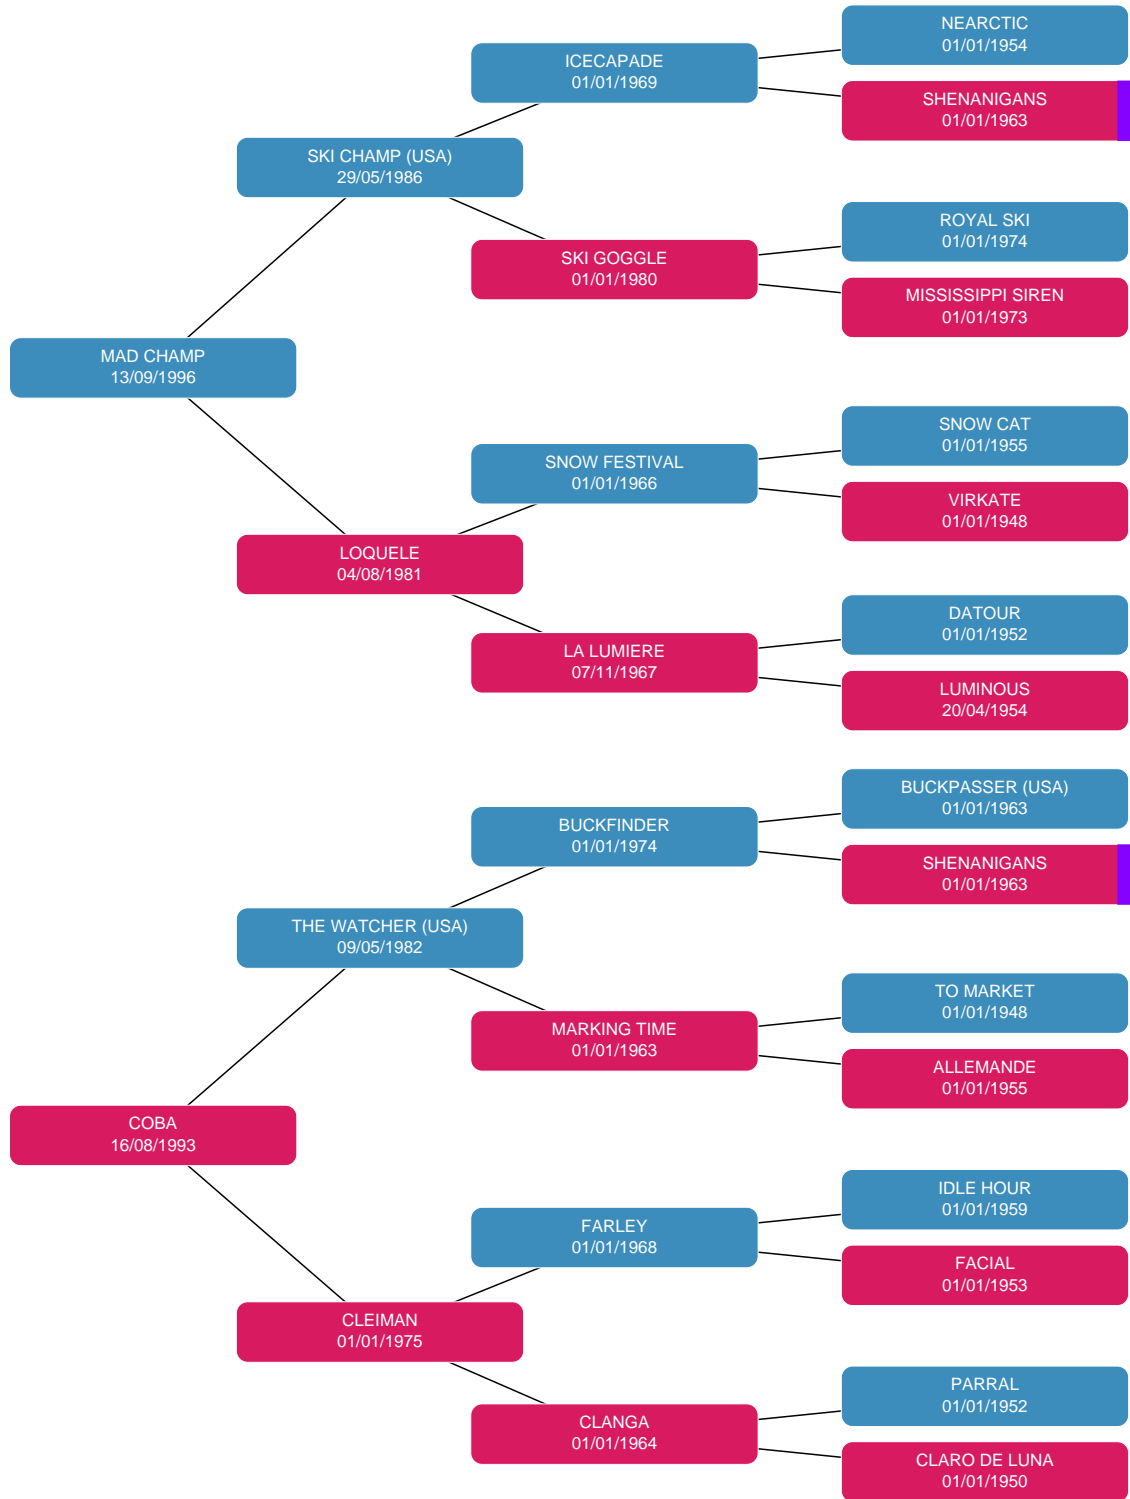 NEARCTIC
01/01/1954
ICECAPADE
01/01/1969
SHENANIGANS
01/01/1963
SKI CHAMP (USA)
29/05/1986
ROYAL SKI
01/01/1974
SKI GOGGLE
01/01/1980
MISSISSIPPI SIREN
01/01/1973
MAD CHAMP
13/09/1996
SNOW CAT
01/01/1955
SNOW FESTIVAL
01/01/1966
VIRKATE
01/01/1948
LOQUELE
04/08/1981
DATOUR
01/01/1952
LA LUMIERE
07/11/1967
LUMINOUS
20/04/1954
BUCKPASSER (USA)
01/01/1963
BUCKFINDER
01/01/1974
SHENANIGANS
01/01/1963
THE WATCHER (USA)
09/05/1982
TO MARKET
01/01/1948
MARKING TIME
01/01/1963
ALLEMANDE
01/01/1955
COBA
16/08/1993
IDLE HOUR
01/01/1959
FARLEY
01/01/1968
FACIAL
01/01/1953
CLEIMAN
01/01/1975
PARRAL
01/01/1952
CLANGA
01/01/1964
CLARO DE LUNA
01/01/1950